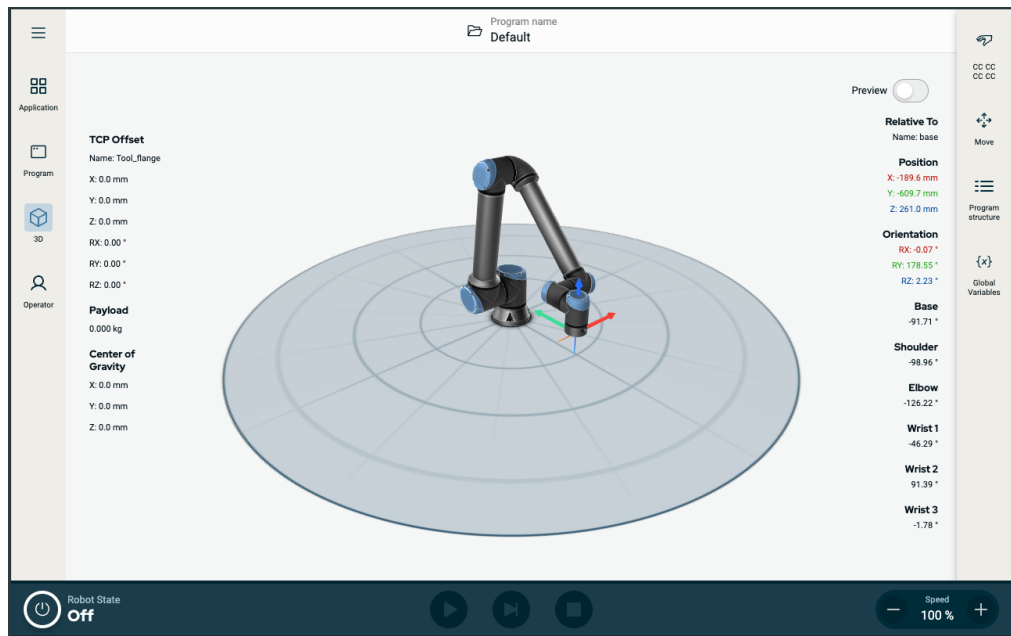 Program name
Default
Application
Program
3D
Operator
TCP Offset
Name: Tool_flange
X: 0.0 mm
Y: 0.0 mm
Z: 0.0 mm
RX: 0.00 °
RY: 0.00 °
RZ: 0.00 °
Payload
0.000 kg
Center of
Gravity
X: 0.0 mm
Y: 0.0 mm
Z: 0.0 mm
Preview
Relative To
Name: base
Position
X: -189.6 mm
Y: -609.7 mm
Z: 261.0 mm
Orientation
RX: -0.07 °
RY: 178.55 °
RZ: 2.23 °
Base
-91.71 °
Shoulder
-98.96 °
Elbow
-126.22 °
Wrist 1
-46.29 °
Wrist 2
91.39 °
Wrist 3
-1.78 °
CC CC
CC CC
Move
Program
structure
{x}
Global
Variables
Robot State
Off
Speed
100 %